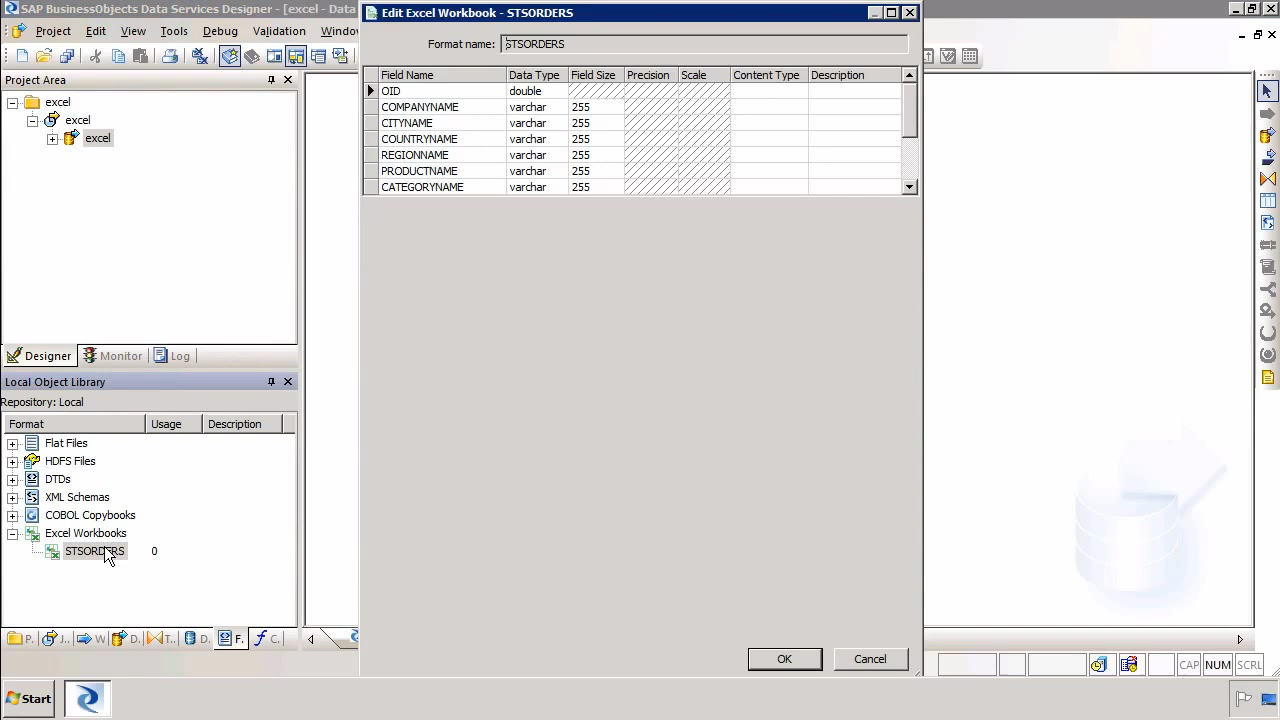 SAP BusinessObjects Data Services Designer - [excel - Data
Project Edit View Tools Debug Validation Window
Project Area
excel
excel
excel
Designer Monitor Log
Local Object Library
Repository: Local
Format Usage Description
Flat Files
HDFS Files
DTDs
XML Schemas
COBOL Copybooks
Excel Workbooks
STSORDERS 0
P. J.. W D. T.. D. F. C.
Edit Excel Workbook - STSORDERS
Format name: STSORDERS
Field Name Data Type Field Size Precision Scale Content Type Description
OID double
COMPANYNAME varchar 255
CITYNAME varchar 255
COUNTRYNAME varchar 255
REGIONNAME varchar 255
PRODUCTNAME varchar 255
CATEGORYNAME varchar 255
OK Cancel
CAP NUM SCRL
Start